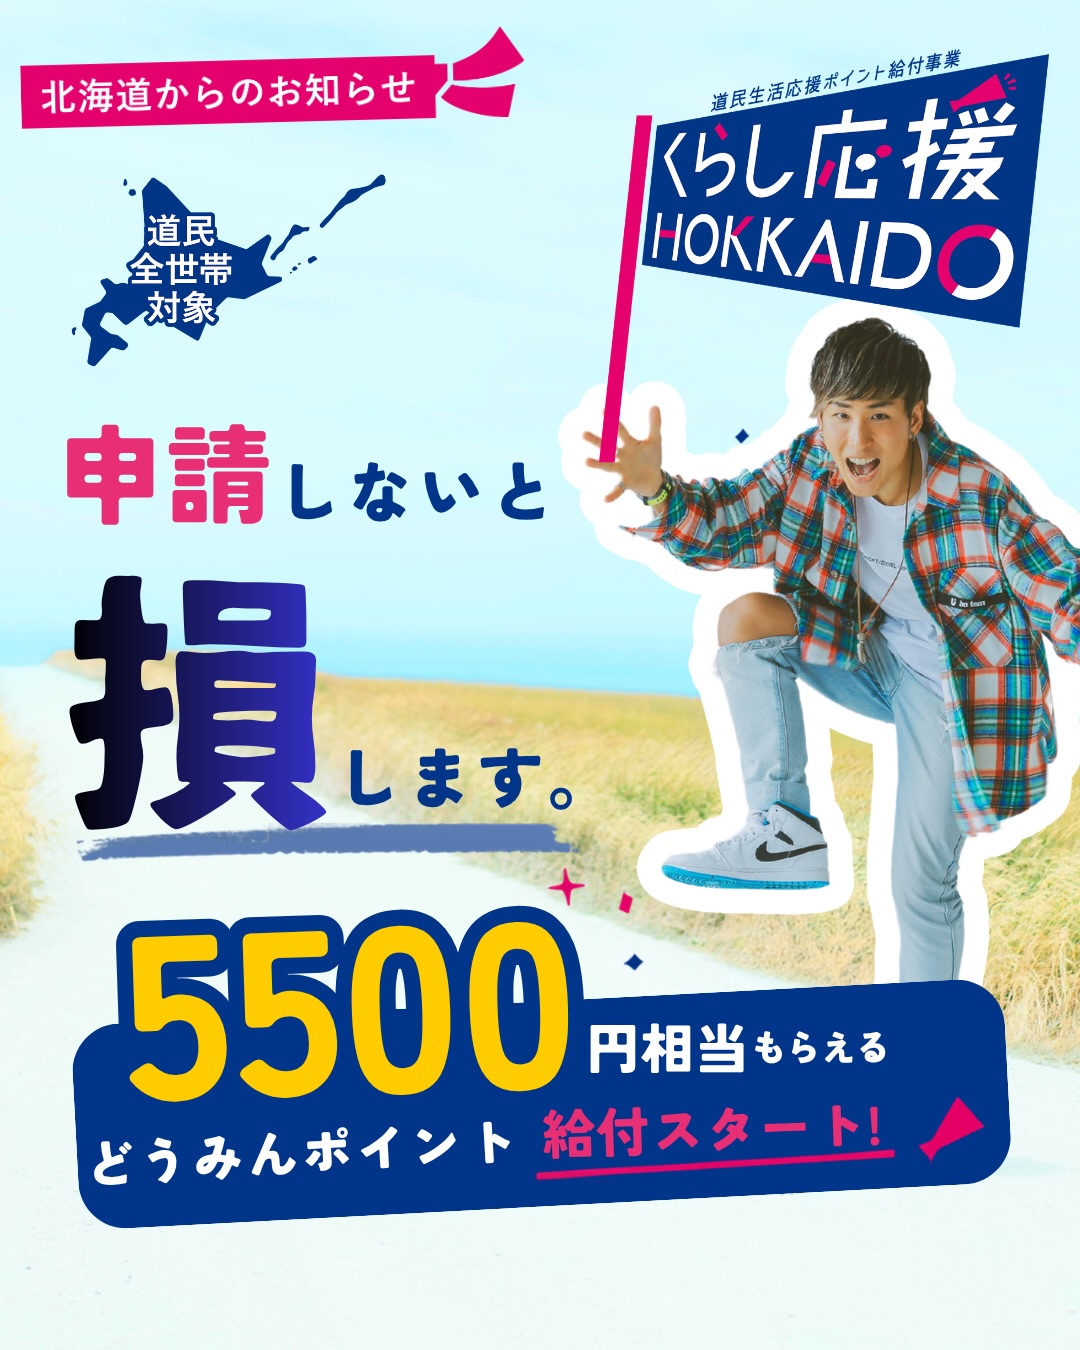 北海道からのお知らせ
道民生活応援ポイント給付事業
くらし応援
HOKKAIDO
道民
全世帯
対象
申請しないと
損します。
5500円相当もらえる
どうみんポイント 給付スタート!